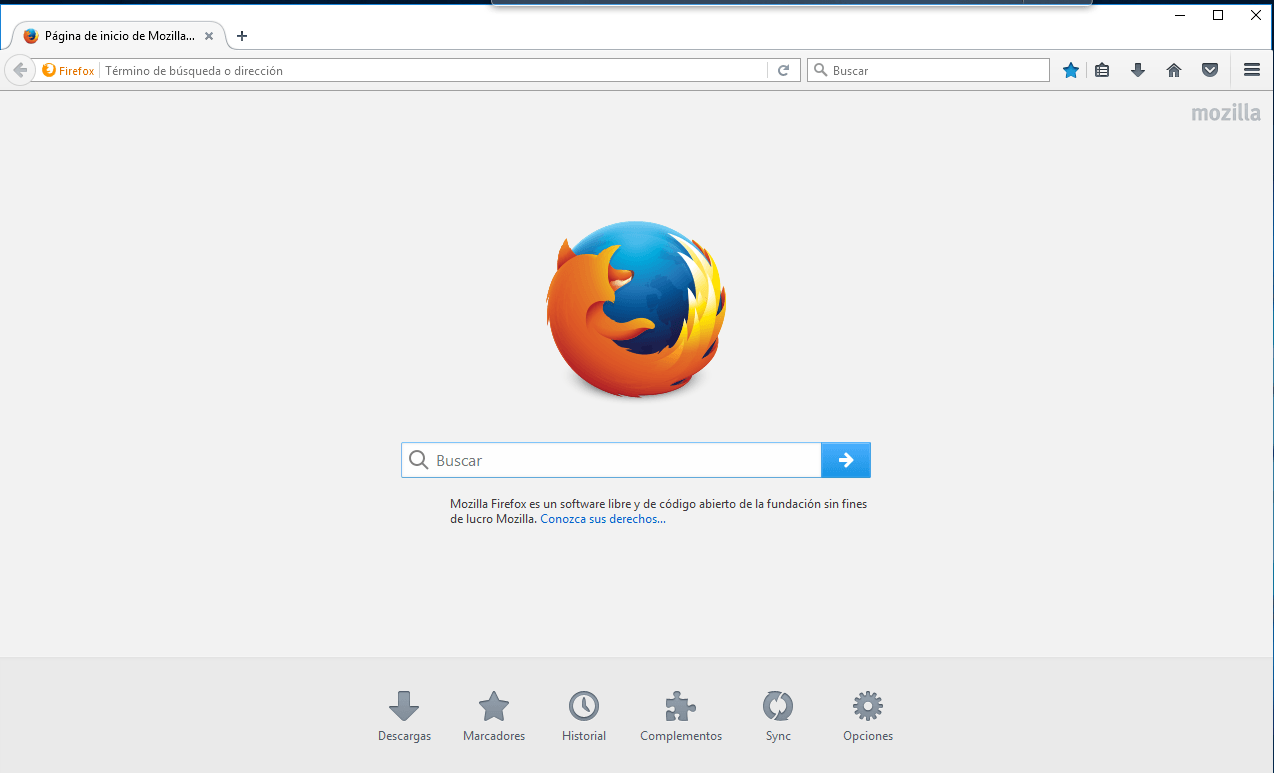 Página de inicio de Mozilla...
Firefox
Término de búsqueda o dirección
Buscar
mozilla
Buscar
Mozilla Firefox es un software libre y de código abierto de la fundación sin fines
de lucro Mozilla. Conozca sus derechos...
Descargas Marcadores Historial Complementos Sync Opciones